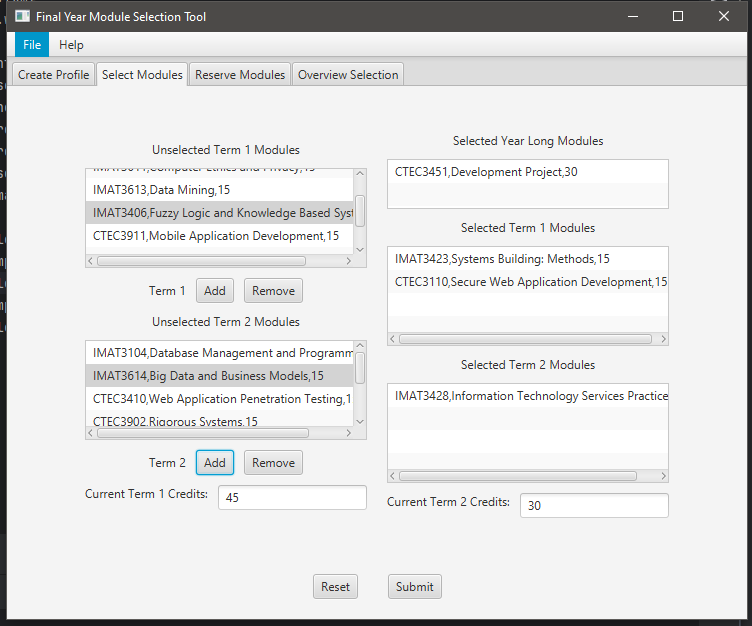 Final Year Module Selection Tool
File Help
Create Profile Select Modules Reserve Modules Overview Selection
Unselected Term 1 Modules
IMAT3613,Data Mining,15
IMAT3406,Fuzzy Logic and Knowledge Based Syst
CTEC3911,Mobile Application Development,15
Term 1 Add Remove
Unselected Term 2 Modules
IMAT3104,Database Management and Programm
IMAT3614,Big Data and Business Models,15
CTEC3410,Web Application Penetration Testing,1
CTEC3902,Rigorous Systems,15
Term 2 Add Remove
Current Term 1 Credits: 45
Selected Year Long Modules
CTEC3451,Development Project,30
Selected Term 1 Modules
IMAT3423,Systems Building: Methods,15
CTEC3110,Secure Web Application Development,15
Selected Term 2 Modules
IMAT3428,Information Technology Services Practice
Current Term 2 Credits: 30
Reset Submit